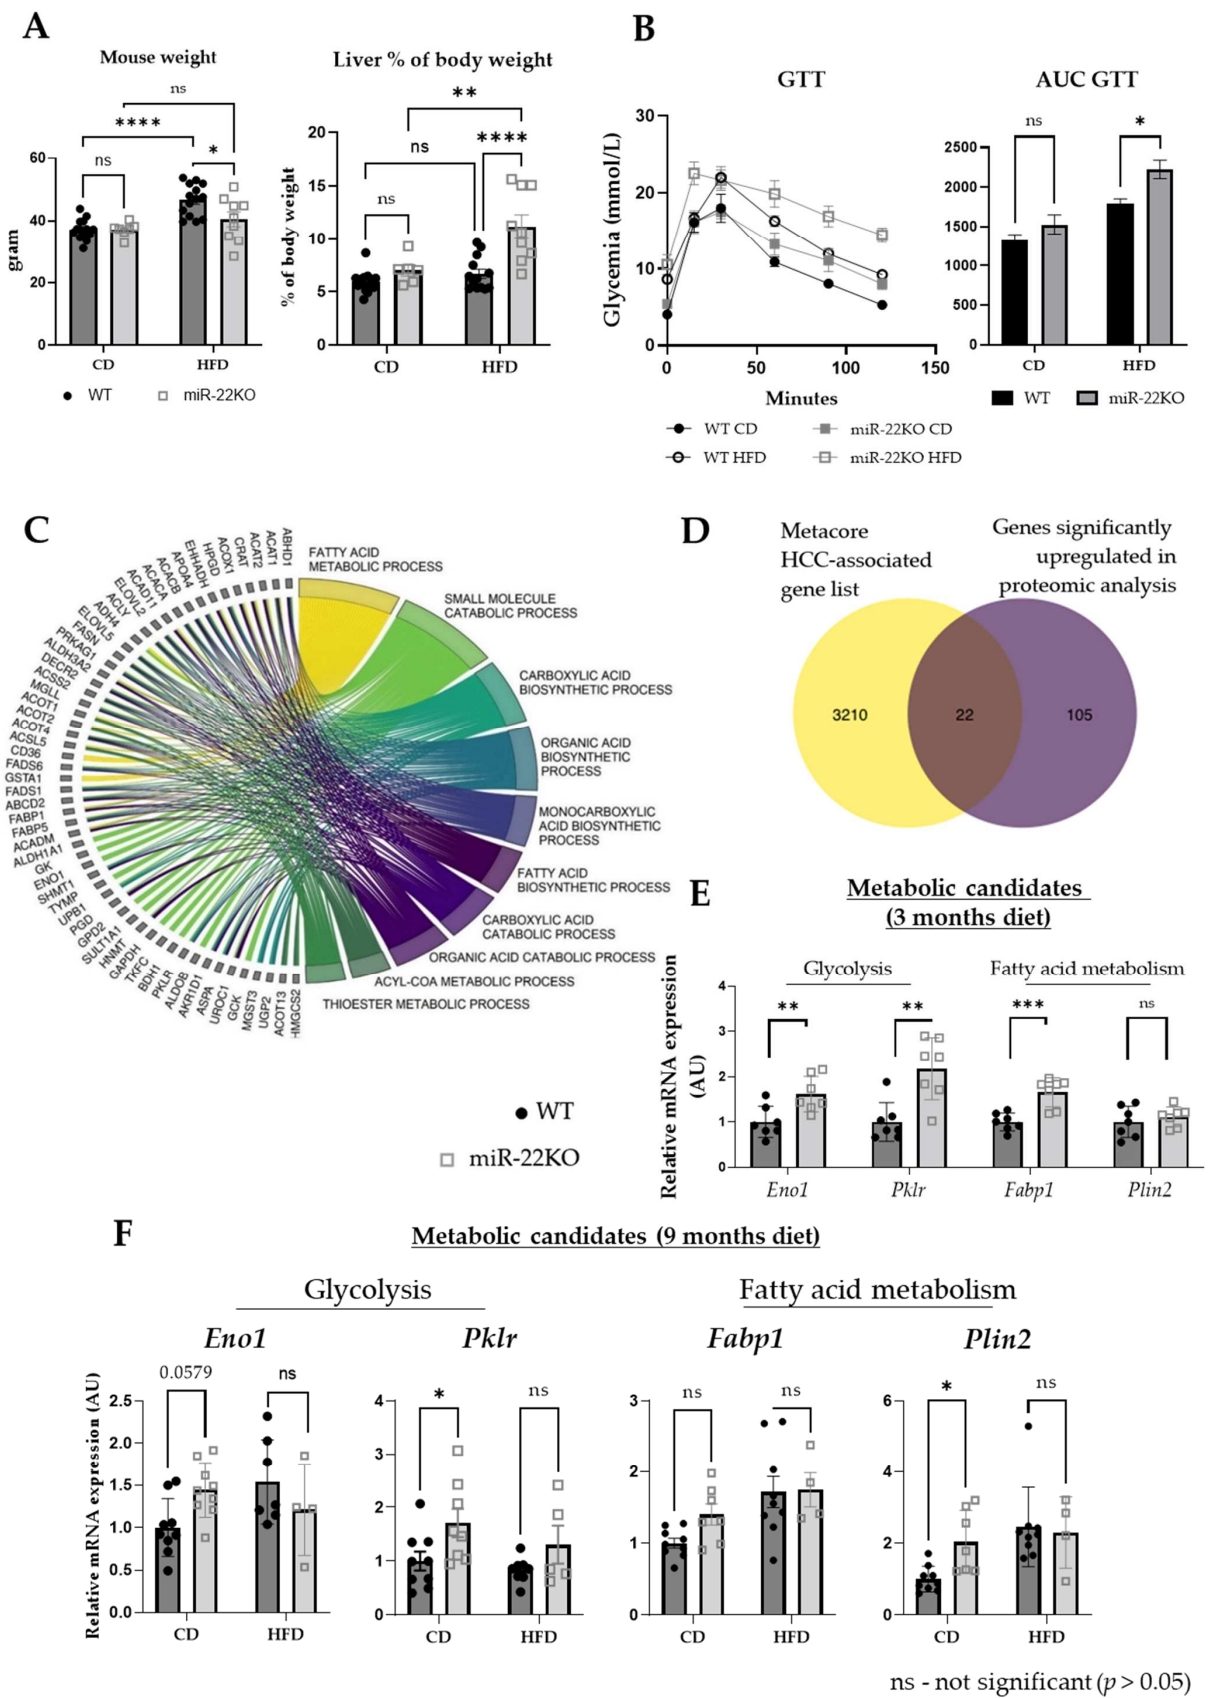 A
Mouse weight
ns
****
*
ns
60
40
20
0
gram
CD
HFD
WT
miR-22KO
Liver % of body weight
**
****
ns
ns
20
15
10
5
0
% of body weight
CD
HFD
B
GTT
30
20
10
0
Glycemia (mmol/L)
0
50
100
150
Minutes
WT CD
miR-22KO CD
WT HFD
miR-22KO HFD
AUC GTT
ns
*
2500
2000
1500
1000
500
0
CD
HFD
WT
miR-22KO
C
ABHD1
ACAT1
ACAT2
CRAT
ACOX1
HPGD
EHHADH
APOA4
ACACB
ACACA
ACAD11
ELOVL2
ACLY
ADH4
ELOVL5
FASN
PRKAG1
ALDH3A2
DECR2
ACSS2
MGLL
ACOT1
ACOT2
ACOT4
ACSL5
CD36
FADS6
GSTA1
FADS1
ABCD2
FABP1
FABP5
ACADM
ALDH1A1
GK
ENO1
SHMT1
TYMP
UPB1
PGD
GPD2
SULT1A1
HNMT
GAPDH
TKFC
BDH1
PKLR
ALDOB
AKR1D1
ASPA
UROC1
GCK
MGST3
UGP2
ACOT13
HMGCS2
FATTY ACID
METABOLIC PROCESS
SMALL MOLECULE
CATABOLIC PROCESS
CARBOXYLIC ACID
BIOSYNTHETIC PROCESS
ORGANIC ACID
BIOSYNTHETIC
PROCESS
MONOCARBOXYLIC
ACID BIOSYNTHETIC
PROCESS
FATTY ACID
BIOSYNTHETIC PROCESS
CARBOXYLIC ACID
CATABOLIC PROCESS
ORGANIC ACID CATABOLIC PROCESS
ACYL-COA METABOLIC PROCESS
THIOESTER METABOLIC PROCESS
WT
miR-22KO
D
Metacore
HCC-associated
gene list
Genes significantly
upregulated in
proteomic analysis
3210
22
105
E
Metabolic candidates
(3 months diet)
Glycolysis
Fatty acid metabolism
**
**
***
ns
4
3
2
1
0
Relative mRNA expression
(AU)
Eno1
Pklr
Fabp1
Plin2
F
Metabolic candidates (9 months diet)
Glycolysis
Fatty acid metabolism
Eno1
0.0579
ns
2.5
2.0
1.5
1.0
0.5
0.0
Relative mRNA expression (AU)
CD
HFD
Pklr
*
ns
4
3
2
1
0
CD
HFD
Fabp1
ns
ns
3
2
1
0
CD
HFD
Plin2
*
ns
6
4
2
0
CD
HFD
ns - not significant (p > 0.05)